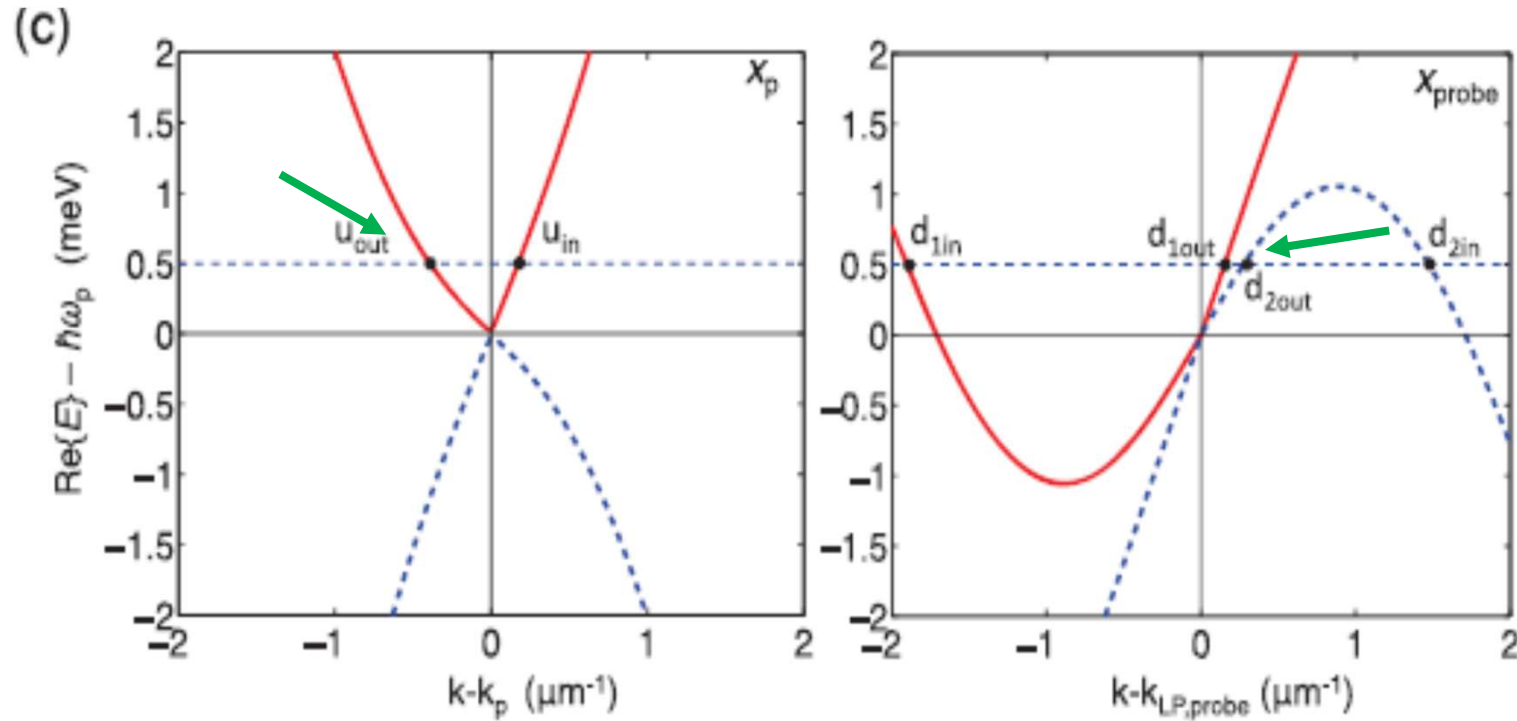 (c)
x_p
x_probe
Re{E} − ħω_p (meV)
2
1.5
1
0.5
0
−0.5
−1
−1.5
−2
u_out
u_in
−2 −1 0 1 2
k-k_p (μm⁻¹)
2
1.5
1
0.5
0
−0.5
−1
−1.5
−2
d_1in
d_1out
d_2in
d_2out
−2 −1 0 1 2
k-k_LP,probe (μm⁻¹)